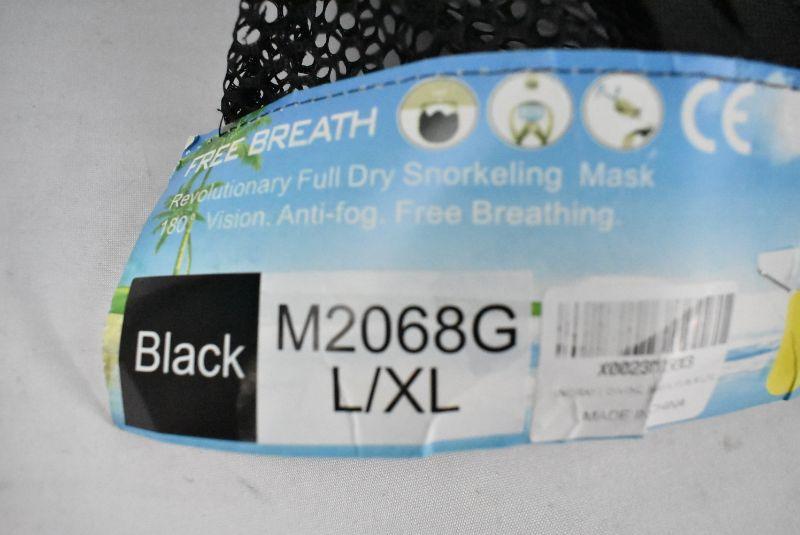 FREE BREATH
CE
Revolutionary Full Dry Snorkeling Mask
180° Vision. Anti-fog. Free Breathing.
Black
M2068G
L/XL
MADE IN CHINA